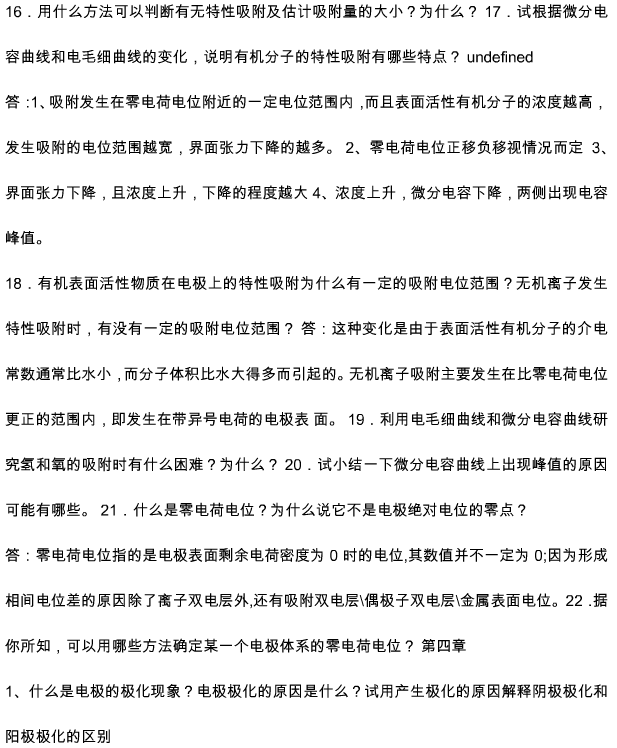 16．用什么方法可以判断有无特性吸附及估计吸附量的大小？为什么？ 17．试根据微分电
容曲线和电毛细曲线的变化，说明有机分子的特性吸附有哪些特点？ undefined
答：1、吸附发生在零电荷电位附近的一定电位范围内，而且表面活性有机分子的浓度越高，
发生吸附的电位范围越宽，界面张力下降的越多。 2、零电荷电位正移负移视情况而定 3、
界面张力下降，且浓度上升，下降的程度越大 4、浓度上升，微分电容下降，两侧出现电容
峰值。
18．有机表面活性物质在电极上的特性吸附为什么有一定的吸附电位范围？无机离子发生
特性吸附时，有没有一定的吸附电位范围？ 答：这种变化是由于表面活性有机分子的介电
常数通常比水小，而分子体积比水大得多而引起的。无机离子吸附主要发生在比零电荷电位
更正的范围内，即发生在带异号电荷的电极表 面。 19．利用电毛细曲线和微分电容曲线研
究氢和氧的吸附时有什么困难？为什么？ 20．试小结一下微分电容曲线上出现峰值的原因
可能有哪些。 21．什么是零电荷电位？为什么说它不是电极绝对电位的零点？
答：零电荷电位指的是电极表面剩余电荷密度为 0 时的电位,其数值并不一定为 0;因为形成
相间电位差的原因除了离子双电层外,还有吸附双电层\偶极子双电层\金属表面电位。22．据
你所知，可以用哪些方法确定某一个电极体系的零电荷电位？ 第四章
1、什么是电极的极化现象？电极极化的原因是什么？试用产生极化的原因解释阴极极化和
阳极极化的区别